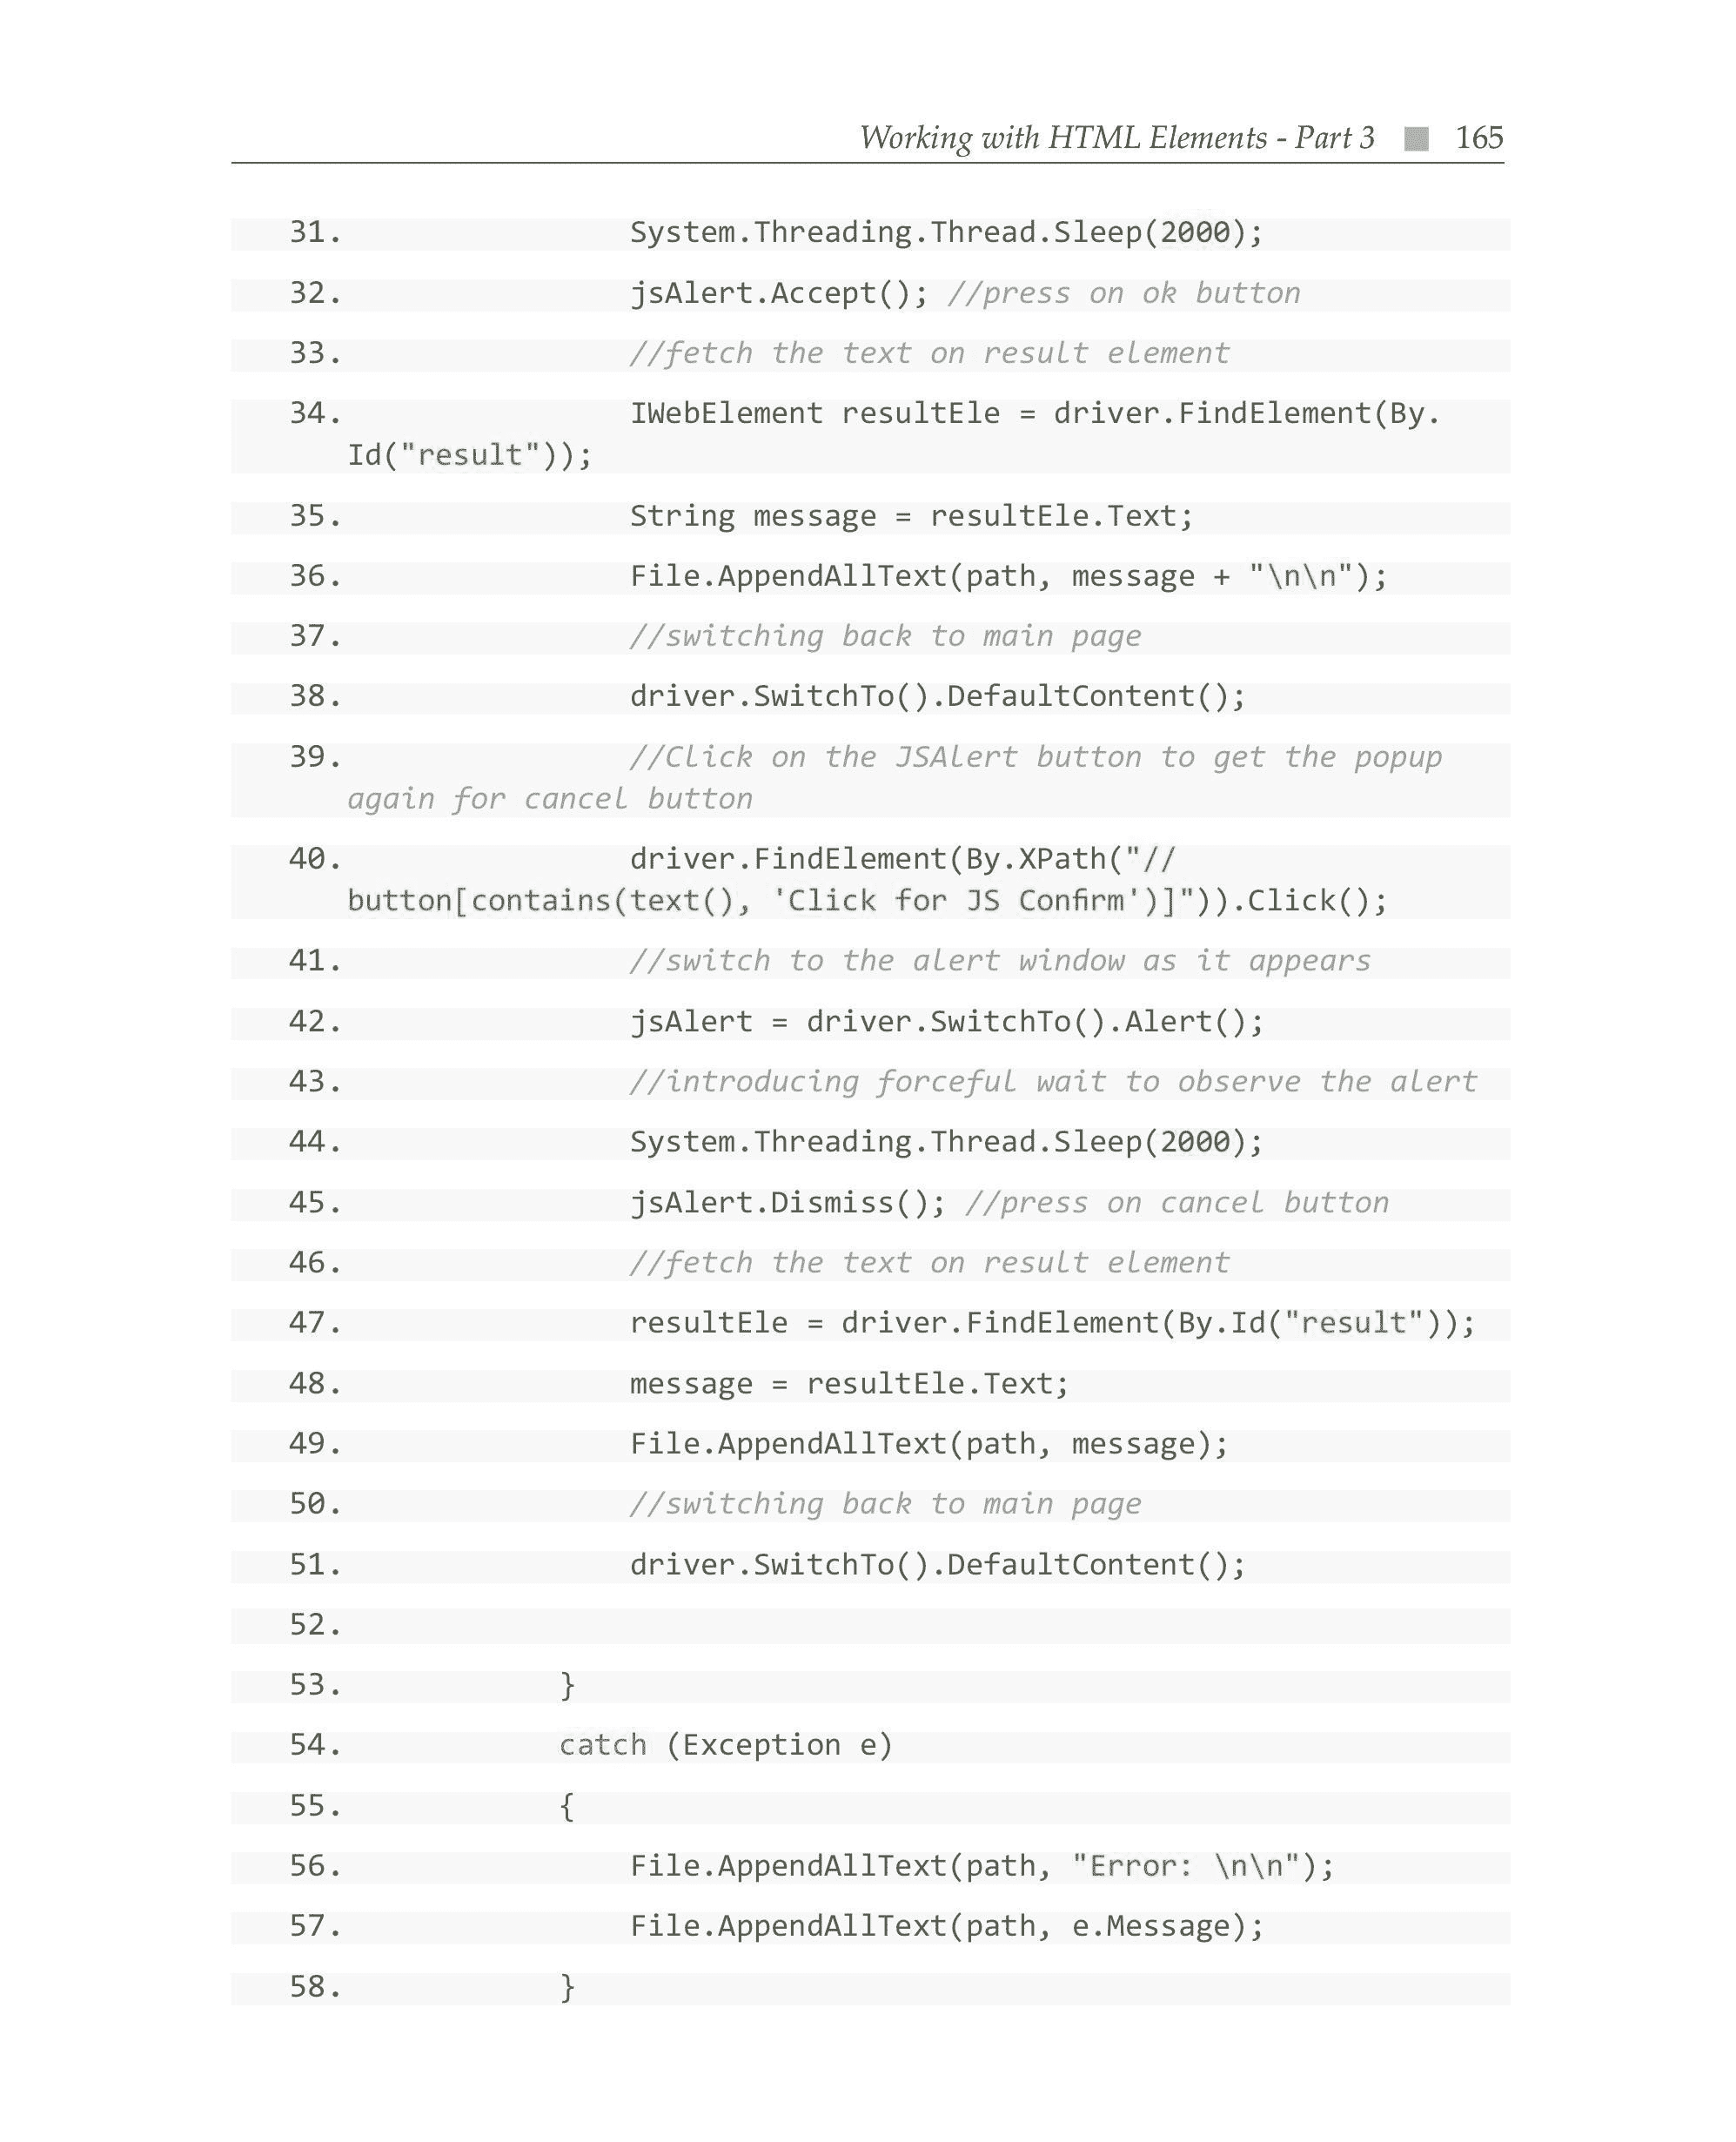 Working with HTML Elements - Part 3 ■ 165
31. System.Threading.Thread.Sleep(2000);
32. jsAlert.Accept(); //press on ok button
33. //fetch the text on result element
34. IWebElement resultEle = driver.FindElement(By.
Id("result"));
35. String message = resultEle.Text;
36. File.AppendAllText(path, message + "\n\n");
37. //switching back to main page
38. driver.SwitchTo().DefaultContent();
39. //Click on the JSAlert button to get the popup
again for cancel button
40. driver.FindElement(By.XPath("//
button[contains(text(), 'Click for JS Confirm')]")).Click();
41. //switch to the alert window as it appears
42. jsAlert = driver.SwitchTo().Alert();
43. //introducing forceful wait to observe the alert
44. System.Threading.Thread.Sleep(2000);
45. jsAlert.Dismiss(); //press on cancel button
46. //fetch the text on result element
47. resultEle = driver.FindElement(By.Id("result"));
48. message = resultEle.Text;
49. File.AppendAllText(path, message);
50. //switching back to main page
51. driver.SwitchTo().DefaultContent();
52.
53. }
54. catch (Exception e)
55. {
56. File.AppendAllText(path, "Error: \n\n");
57. File.AppendAllText(path, e.Message);
58. }